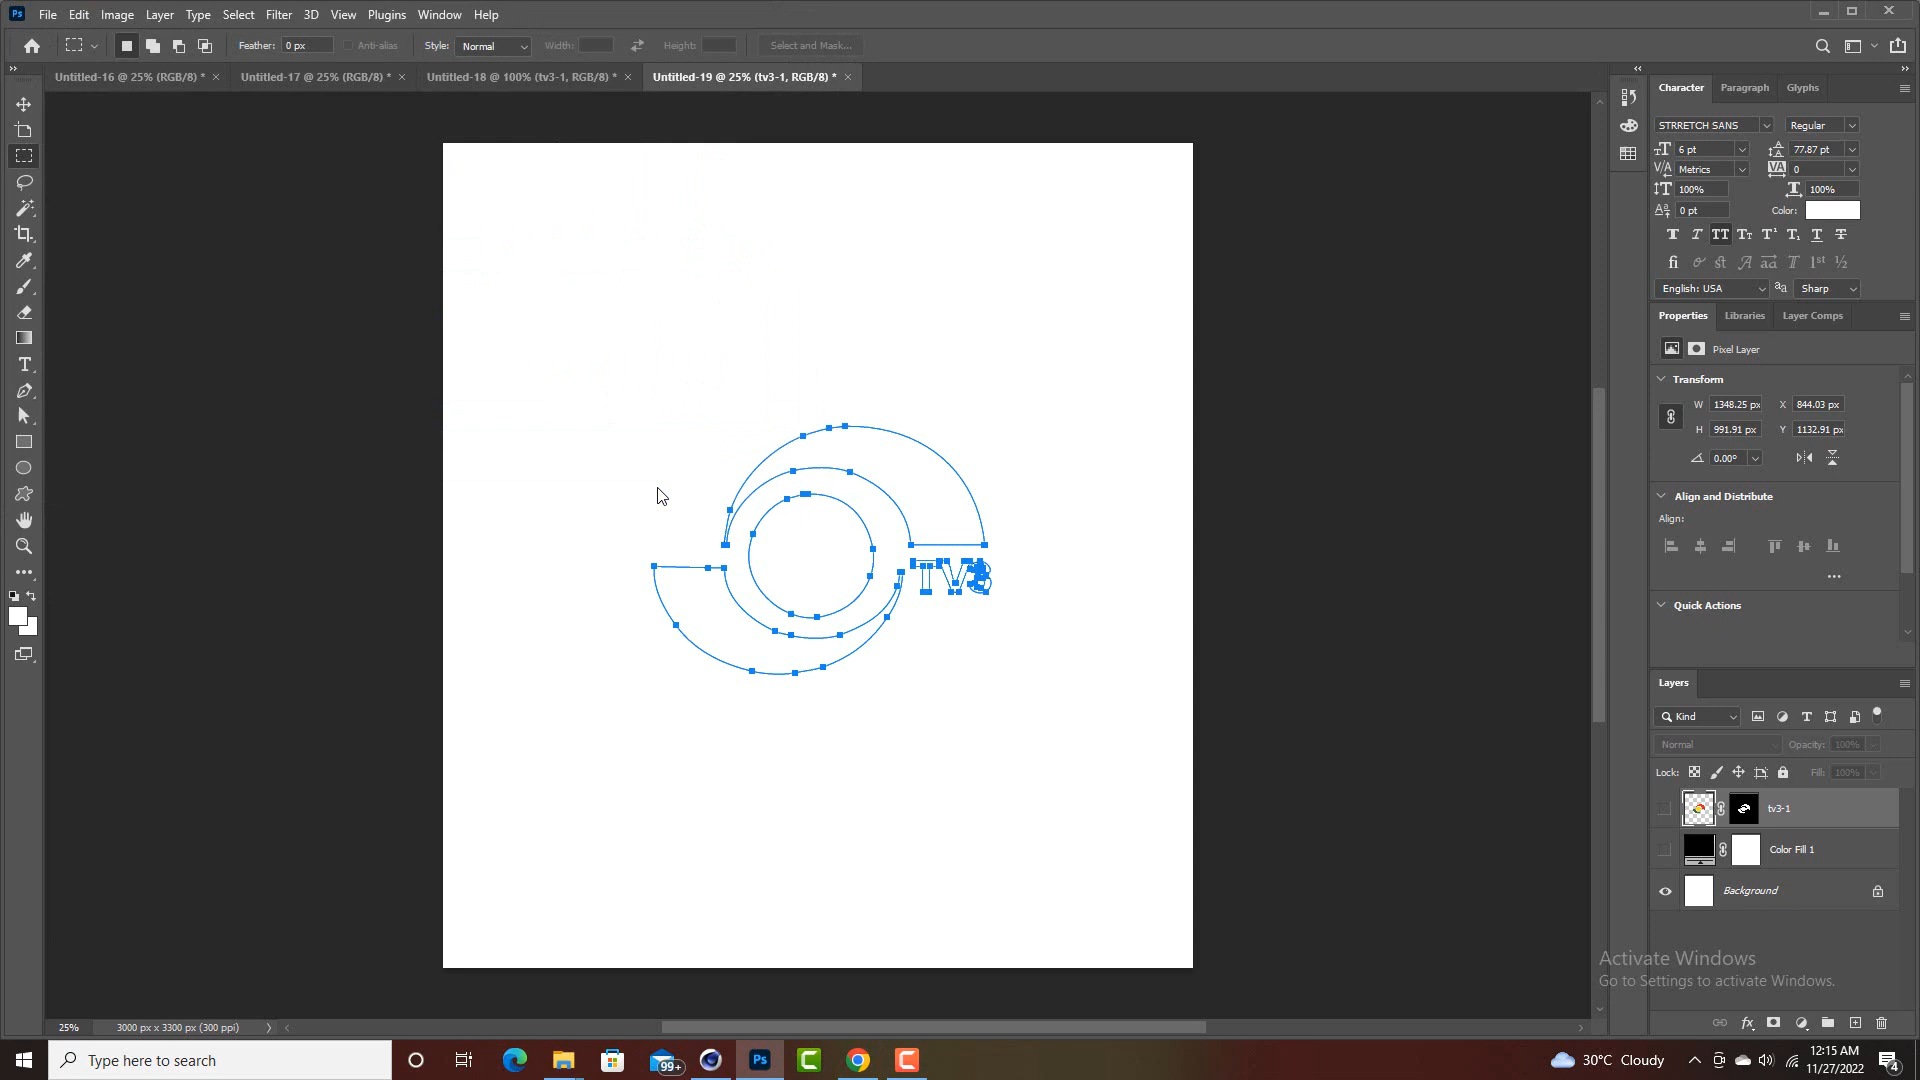 Ps File Edit Image Layer Type Select Filter 3D View Plugins Window Help
Feather: 0 px Anti-alias Style: Normal Width: Height: Select and Mask...
Untitled-16 @ 25% (RGB/8) * × Untitled-17 @ 25% (RGB/8) * × Untitled-18 @ 100% (tv3-1, RGB/8) * × Untitled-19 @ 25% (tv3-1, RGB/8) * ×
Character Paragraph Glyphs
STRRETCH SANS Regular
6 pt 77.87 pt
Metrics 0
100% 100%
0 pt Color:
English: USA Sharp
Properties Libraries Layer Comps
Pixel Layer
Transform
W 1348.25 px X 844.03 px
H 991.91 px Y 1132.91 px
0.00°
Align and Distribute
Align:
Quick Actions
TV3
Layers
Kind
Normal Opacity: 100%
Lock: Fill: 100%
tv3-1
Color Fill 1
Background
Activate Windows
Go to Settings to activate Windows.
25% 3000 px x 3300 px (300 ppi)
Type here to search 99+ Ps 30°C Cloudy 12:15 AM
11/27/2022 4